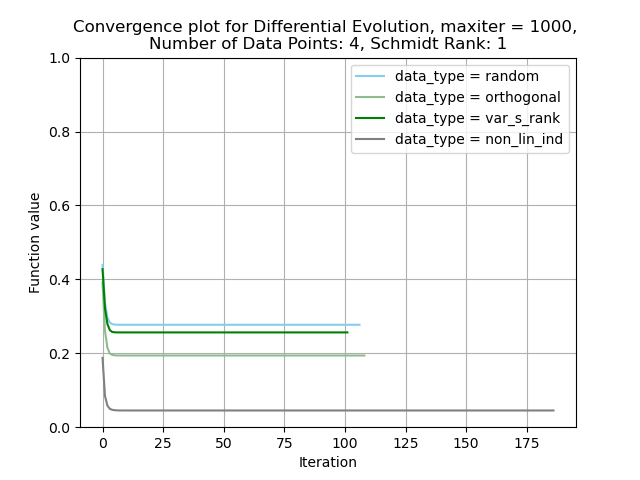 Convergence plot for Differential Evolution, maxiter = 1000,
Number of Data Points: 4, Schmidt Rank: 1
data_type = random
data_type = orthogonal
data_type = var_s_rank
data_type = non_lin_ind
Function value
1.0
0.8
0.6
0.4
0.2
0.0
0 25 50 75 100 125 150 175
Iteration